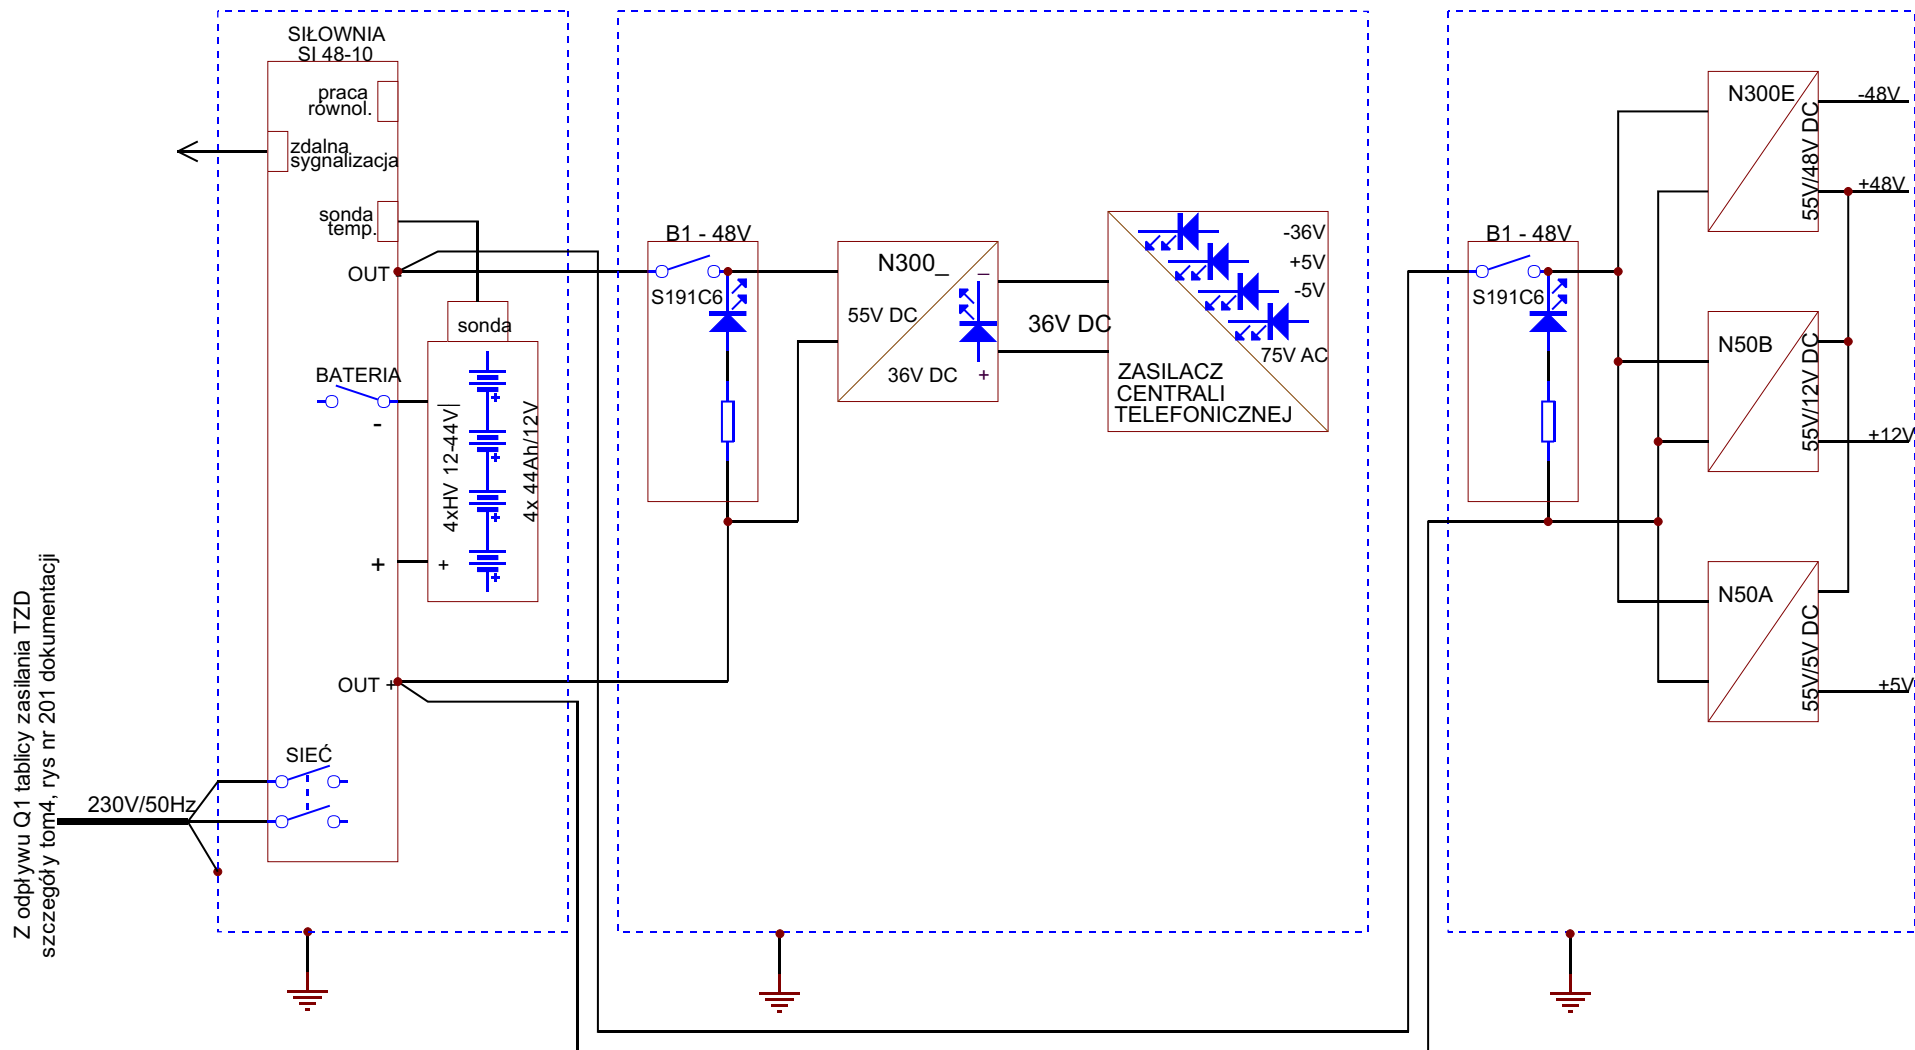 SIŁOWNIA
SI 48-10
praca
równol.
zdalna
sygnalizacja
sonda
temp.
OUT -
sonda
BATERIA
-
4xHV 12-44V
4x 44Ah/12V
+
+
OUT +
SIEĆ
230V/50Hz
Z odpływu Q1 tablicy zasilania TZD
szczegóły tom4, rys nr 201 dokumentacji
B1 - 48V
S191C6
N300_
55V DC
36V DC
–
+
36V DC
-36V
+5V
-5V
75V AC
ZASILACZ
CENTRALI
TELEFONICZNEJ
B1 - 48V
S191C6
N300E
55V/48V DC
-48V
+48V
N50B
55V/12V DC
+12V
N50A
55V/5V DC
+5V